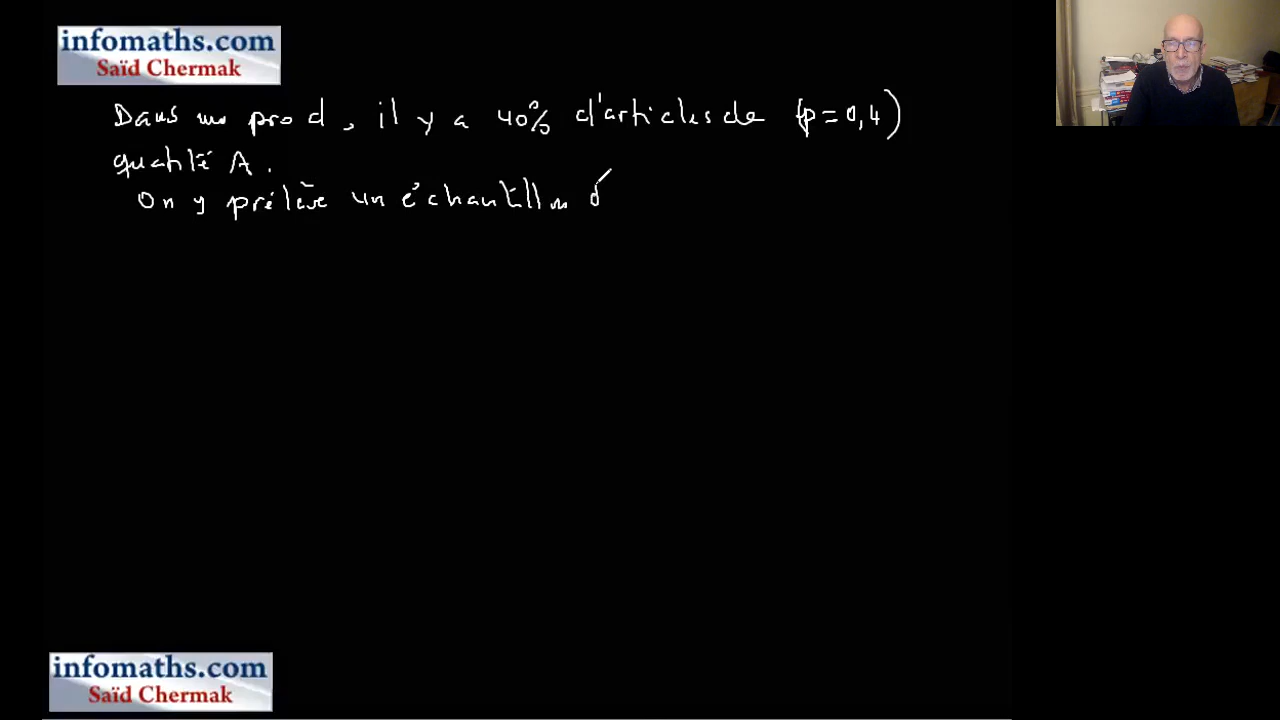 infomaths.com
Saïd Chermak
Dans une prod, il y a 40% d'articles de (p = 0,4)
qualité A.
On y prélève un échantillon d
infomaths.com
Saïd Chermak